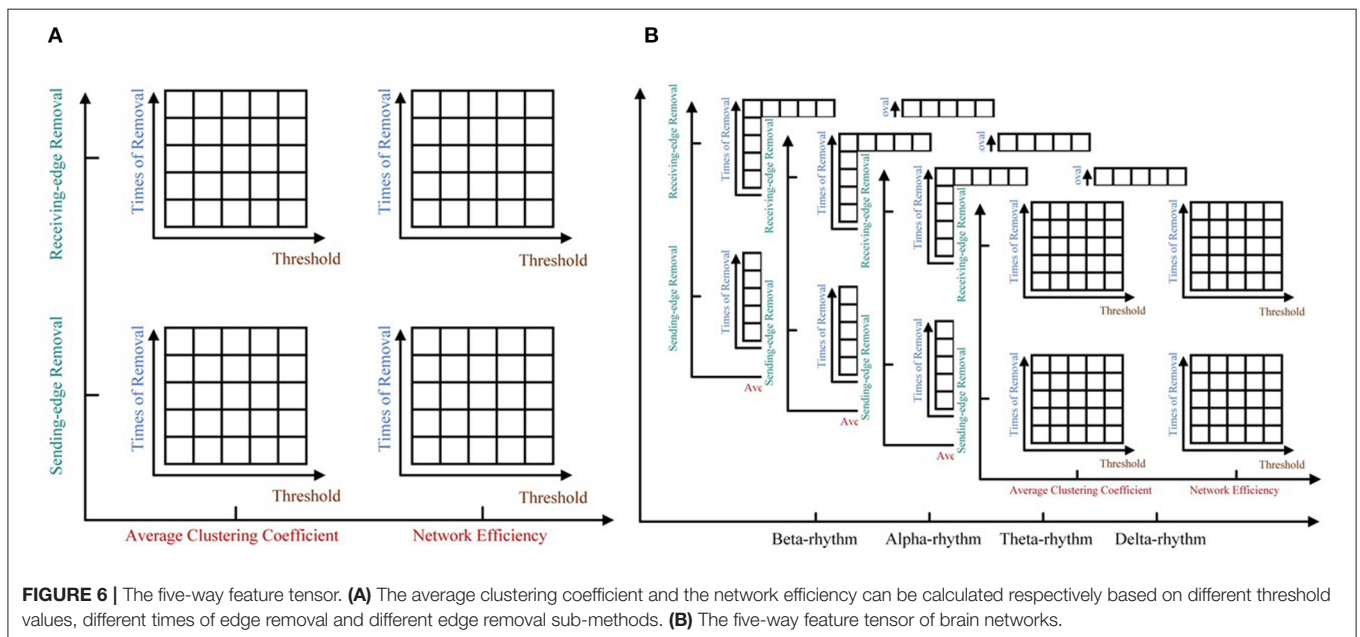 A
Receiving-edge Removal
Times of Removal
Threshold
Times of Removal
Threshold
Sending-edge Removal
Times of Removal
Threshold
Times of Removal
Threshold
Average Clustering Coefficient
Network Efficiency
B
Receiving-edge Removal
Times of Removal
oval
Sending-edge Removal
Times of Removal
Ave
Receiving-edge Removal
Times of Removal
oval
Sending-edge Removal
Times of Removal
Ave
Receiving-edge Removal
Times of Removal
oval
Sending-edge Removal
Times of Removal
Ave
Receiving-edge Removal
Times of Removal
Threshold
Times of Removal
Threshold
Sending-edge Removal
Times of Removal
Threshold
Times of Removal
Threshold
Average Clustering Coefficient
Network Efficiency
Beta-rhythm
Alpha-rhythm
Theta-rhythm
Delta-rhythm
FIGURE 6 | The five-way feature tensor. (A) The average clustering coefficient and the network efficiency can be calculated respectively based on different threshold
values, different times of edge removal and different edge removal sub-methods. (B) The five-way feature tensor of brain networks.